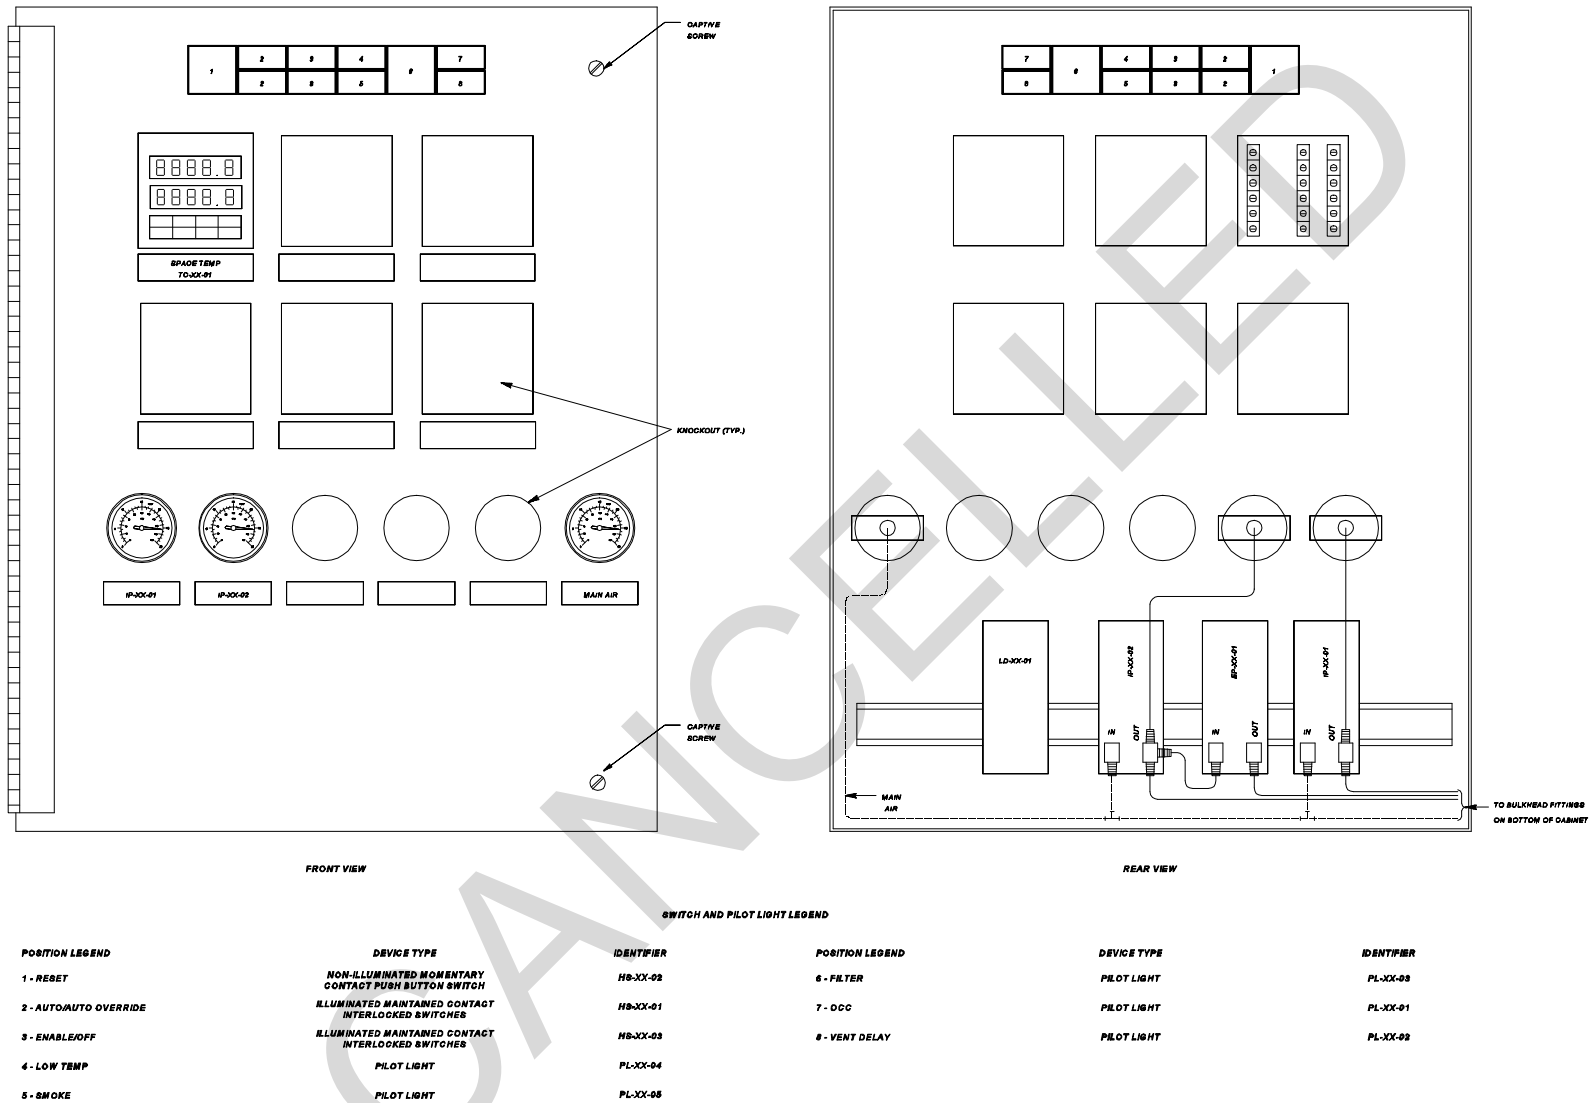 CAPTIVE
SCREW
1
2
3
4
6
7
2
3
5
8
7
6
4
3
2
1
8
5
3
2
SPACE TEMP
TC-XX-01
KNOCKOUT (TYP.)
IP-XX-01
IP-XX-02
MAIN AIR
LD-XX-01
IP-XX-02
EP-XX-01
IP-XX-01
IN
OUT
IN
OUT
IN
OUT
CAPTIVE
SCREW
MAIN
AIR
TO BULKHEAD FITTINGS
ON BOTTOM OF CABINET
FRONT VIEW
REAR VIEW
SWITCH AND PILOT LIGHT LEGEND
POSITION LEGEND DEVICE TYPE IDENTIFIER
1 - RESET NON-ILLUMINATED MOMENTARY
CONTACT PUSH BUTTON SWITCH HS-XX-02
2 - AUTO/AUTO OVERRIDE ILLUMINATED MAINTAINED CONTACT
INTERLOCKED SWITCHES HS-XX-01
3 - ENABLE/OFF ILLUMINATED MAINTAINED CONTACT
INTERLOCKED SWITCHES HS-XX-03
4 - LOW TEMP PILOT LIGHT PL-XX-04
5 - SMOKE PILOT LIGHT PL-XX-05
POSITION LEGEND DEVICE TYPE IDENTIFIER
6 - FILTER PILOT LIGHT PL-XX-03
7 - OCC PILOT LIGHT PL-XX-01
8 - VENT DELAY PILOT LIGHT PL-XX-02
CANCELLED